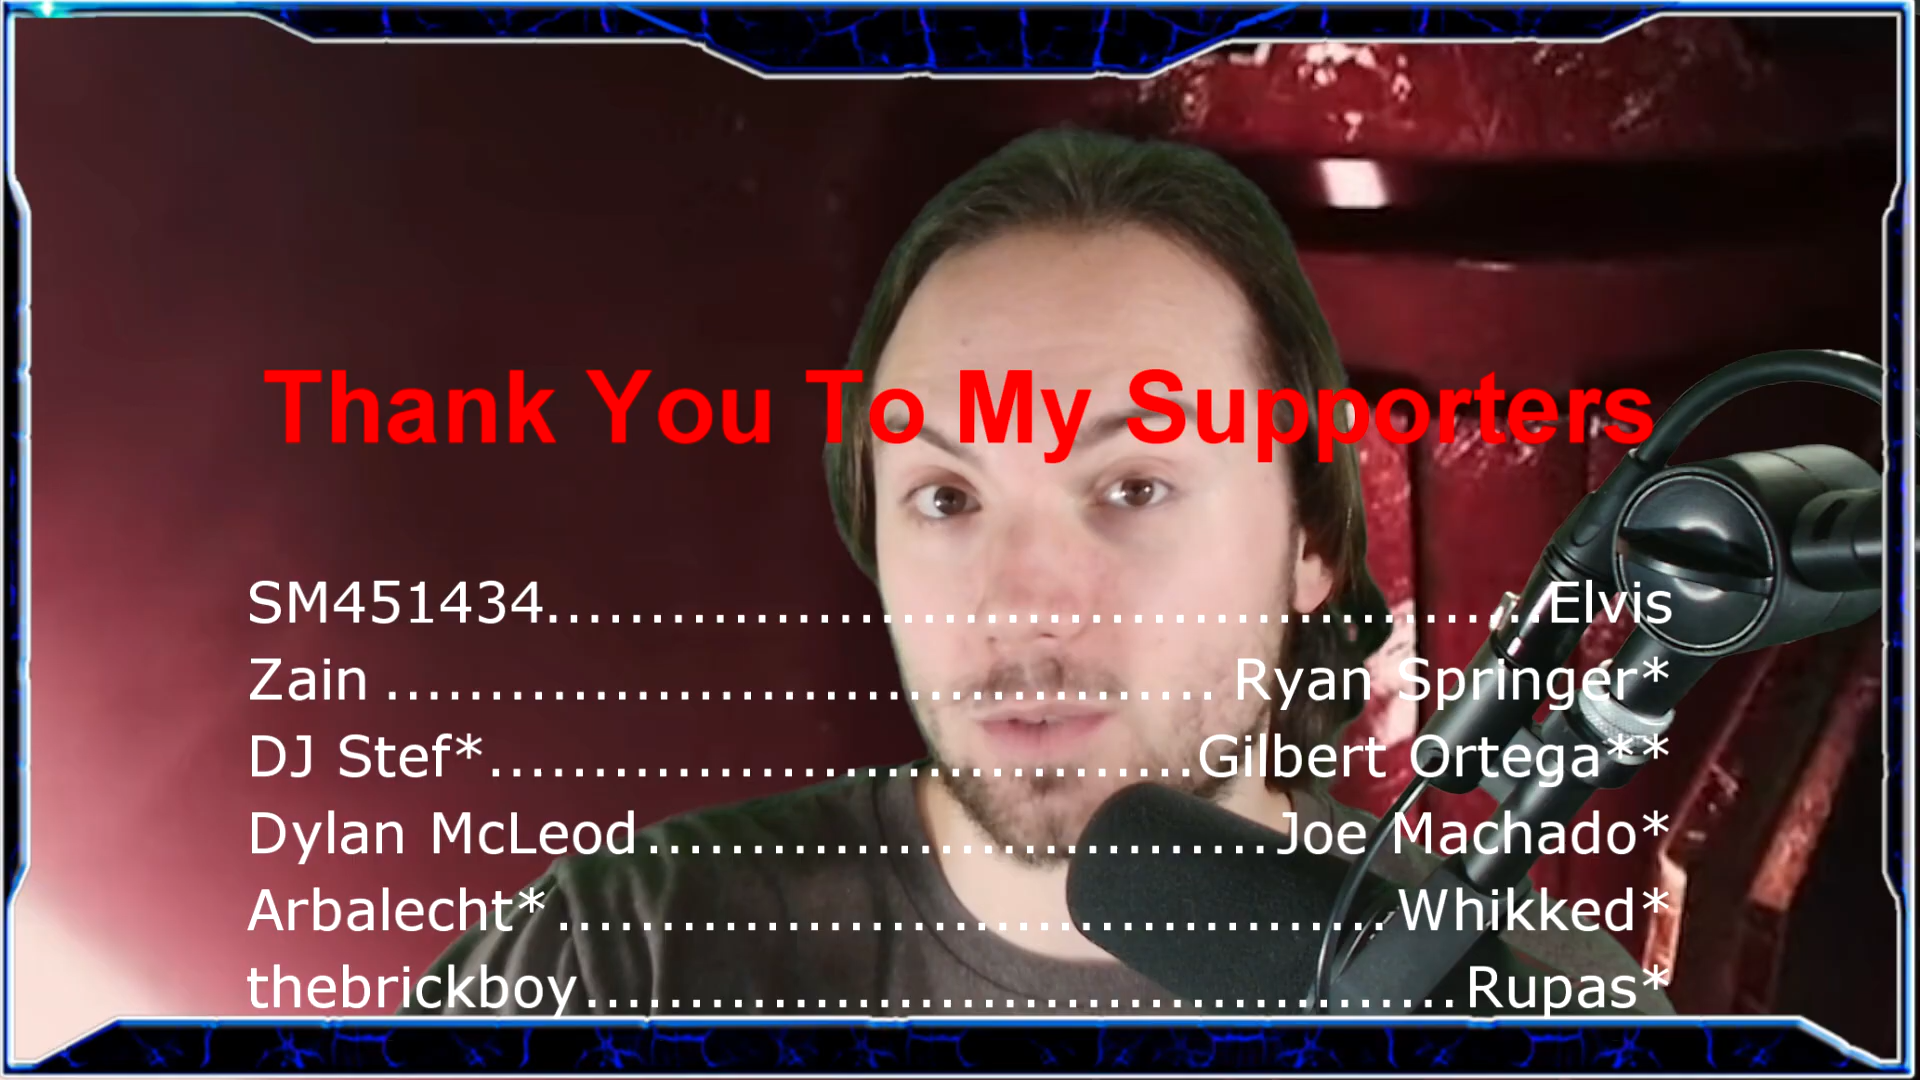 Thank You To My Supporters
SM451434...............................................Elvis
Zain ........................................ Ryan Springer*
DJ Stef*..................................Gilbert Ortega**
Dylan McLeod..............................Joe Machado*
Arbalecht*.......................................Whikked*
thebrickboy..........................................Rupas*